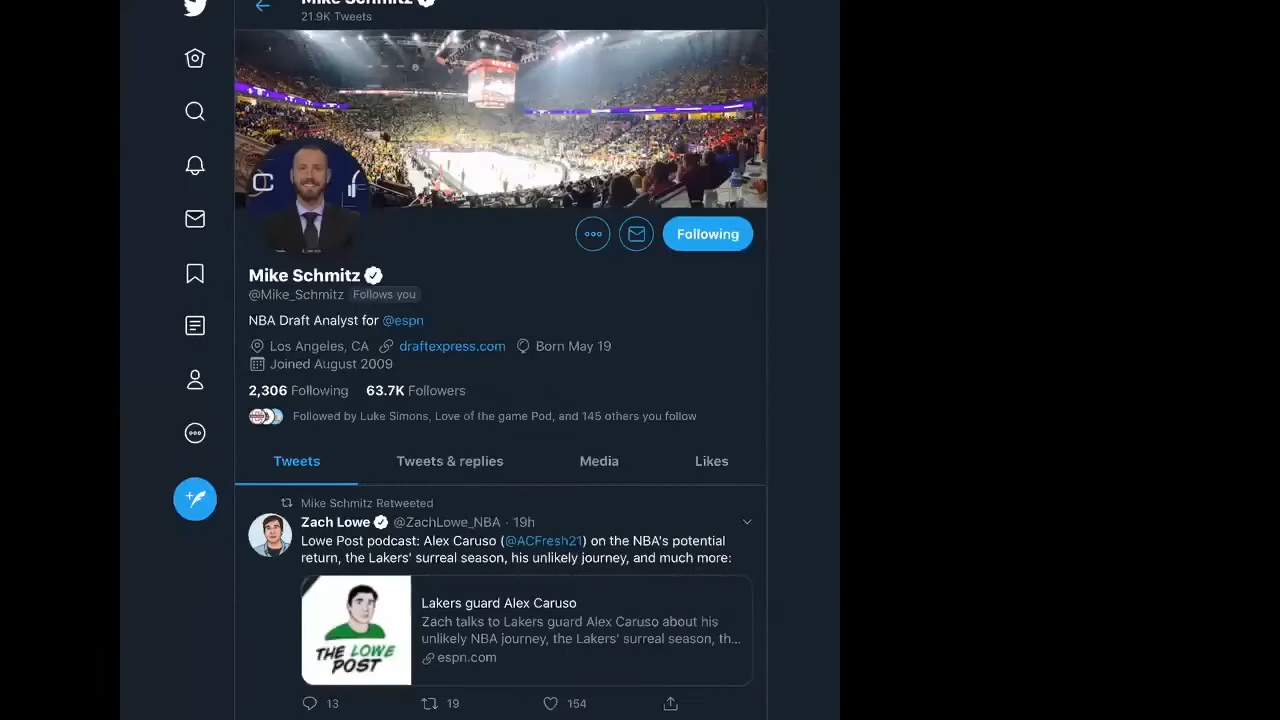 Mike Schmitz
21.9K Tweets
Following
Mike Schmitz
@Mike_Schmitz Follows you
NBA Draft Analyst for @espn
Los Angeles, CA draftexpress.com Born May 19
Joined August 2009
2,306 Following 63.7K Followers
Followed by Luke Simons, Love of the game Pod, and 145 others you follow
Tweets Tweets & replies Media Likes
Mike Schmitz Retweeted
Zach Lowe @ZachLowe_NBA · 19h
Lowe Post podcast: Alex Caruso (@ACFresh21) on the NBA's potential
return, the Lakers' surreal season, his unlikely journey, and much more:
THE LOWE
POST
Lakers guard Alex Caruso
Zach talks to Lakers guard Alex Caruso about his
unlikely NBA journey, the Lakers' surreal season, th...
espn.com
13 19 154